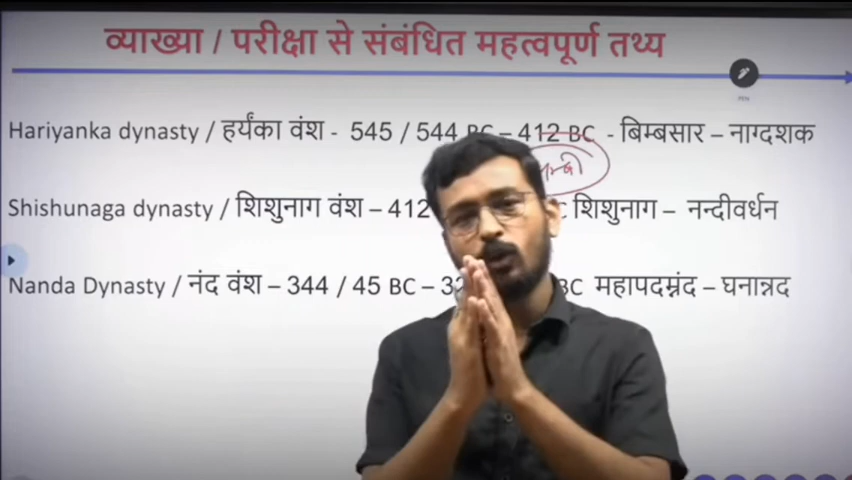 व्याख्या / परीक्षा से संबंधित महत्वपूर्ण तथ्य
PEN
Hariyanka dynasty / हर्यंका वंश - 545 / 544 BC – 412 BC - बिम्बसार – नाग्दशक
Shishunaga dynasty / शिशुनाग वंश – 412 शिशुनाग – नन्दीवर्धन
Nanda Dynasty / नंद वंश – 344 / 45 BC – BC महापदम्नंद – घनान्नद